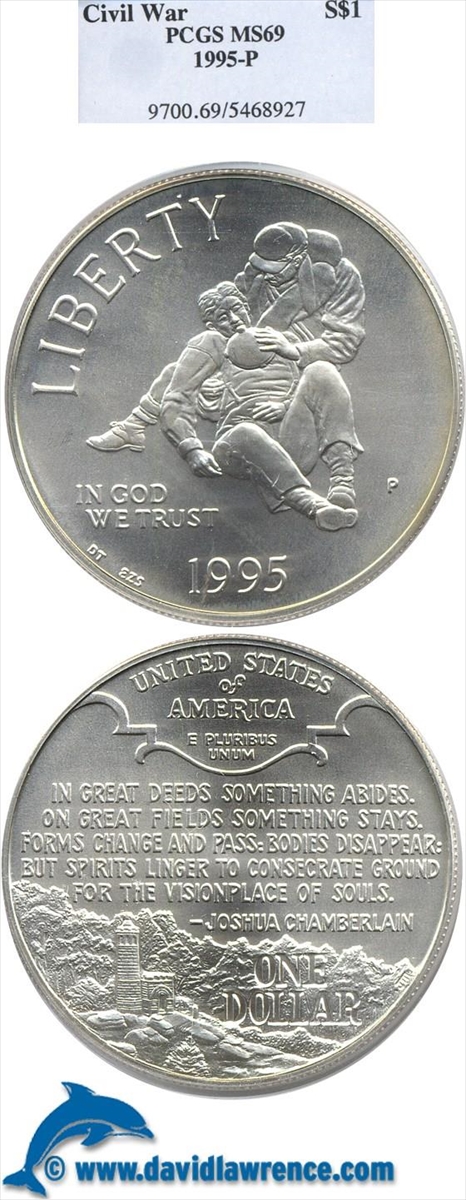 Civil War S$1
PCGS MS69
1995-P
9700.69/5468927
LIBERTY
IN GOD
WE TRUST
P
DT EZS
1995
UNITED STATES
of
AMERICA
E PLURIBUS
UNUM
IN GREAT DEEDS SOMETHING ABIDES.
ON GREAT FIELDS SOMETHING STAYS.
FORMS CHANGE AND PASS: BODIES DISAPPEAR:
BUT SPIRITS LINGER TO CONSECRATE GROUND
FOR THE VISIONPLACE OF SOULS.
—JOSHUA CHAMBERLAIN
ONE
DOLLAR
© www.davidlawrence.com